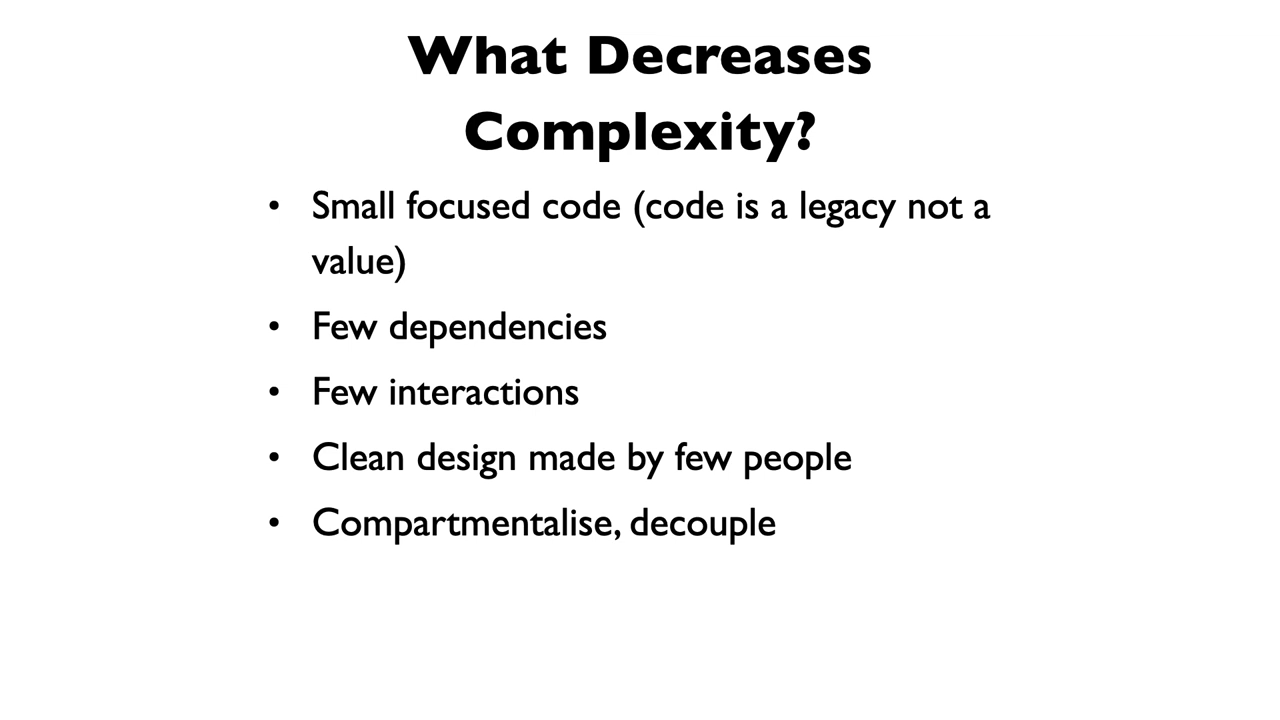 What Decreases
Complexity?
• Small focused code (code is a legacy not a
value)
• Few dependencies
• Few interactions
• Clean design made by few people
• Compartmentalise, decouple